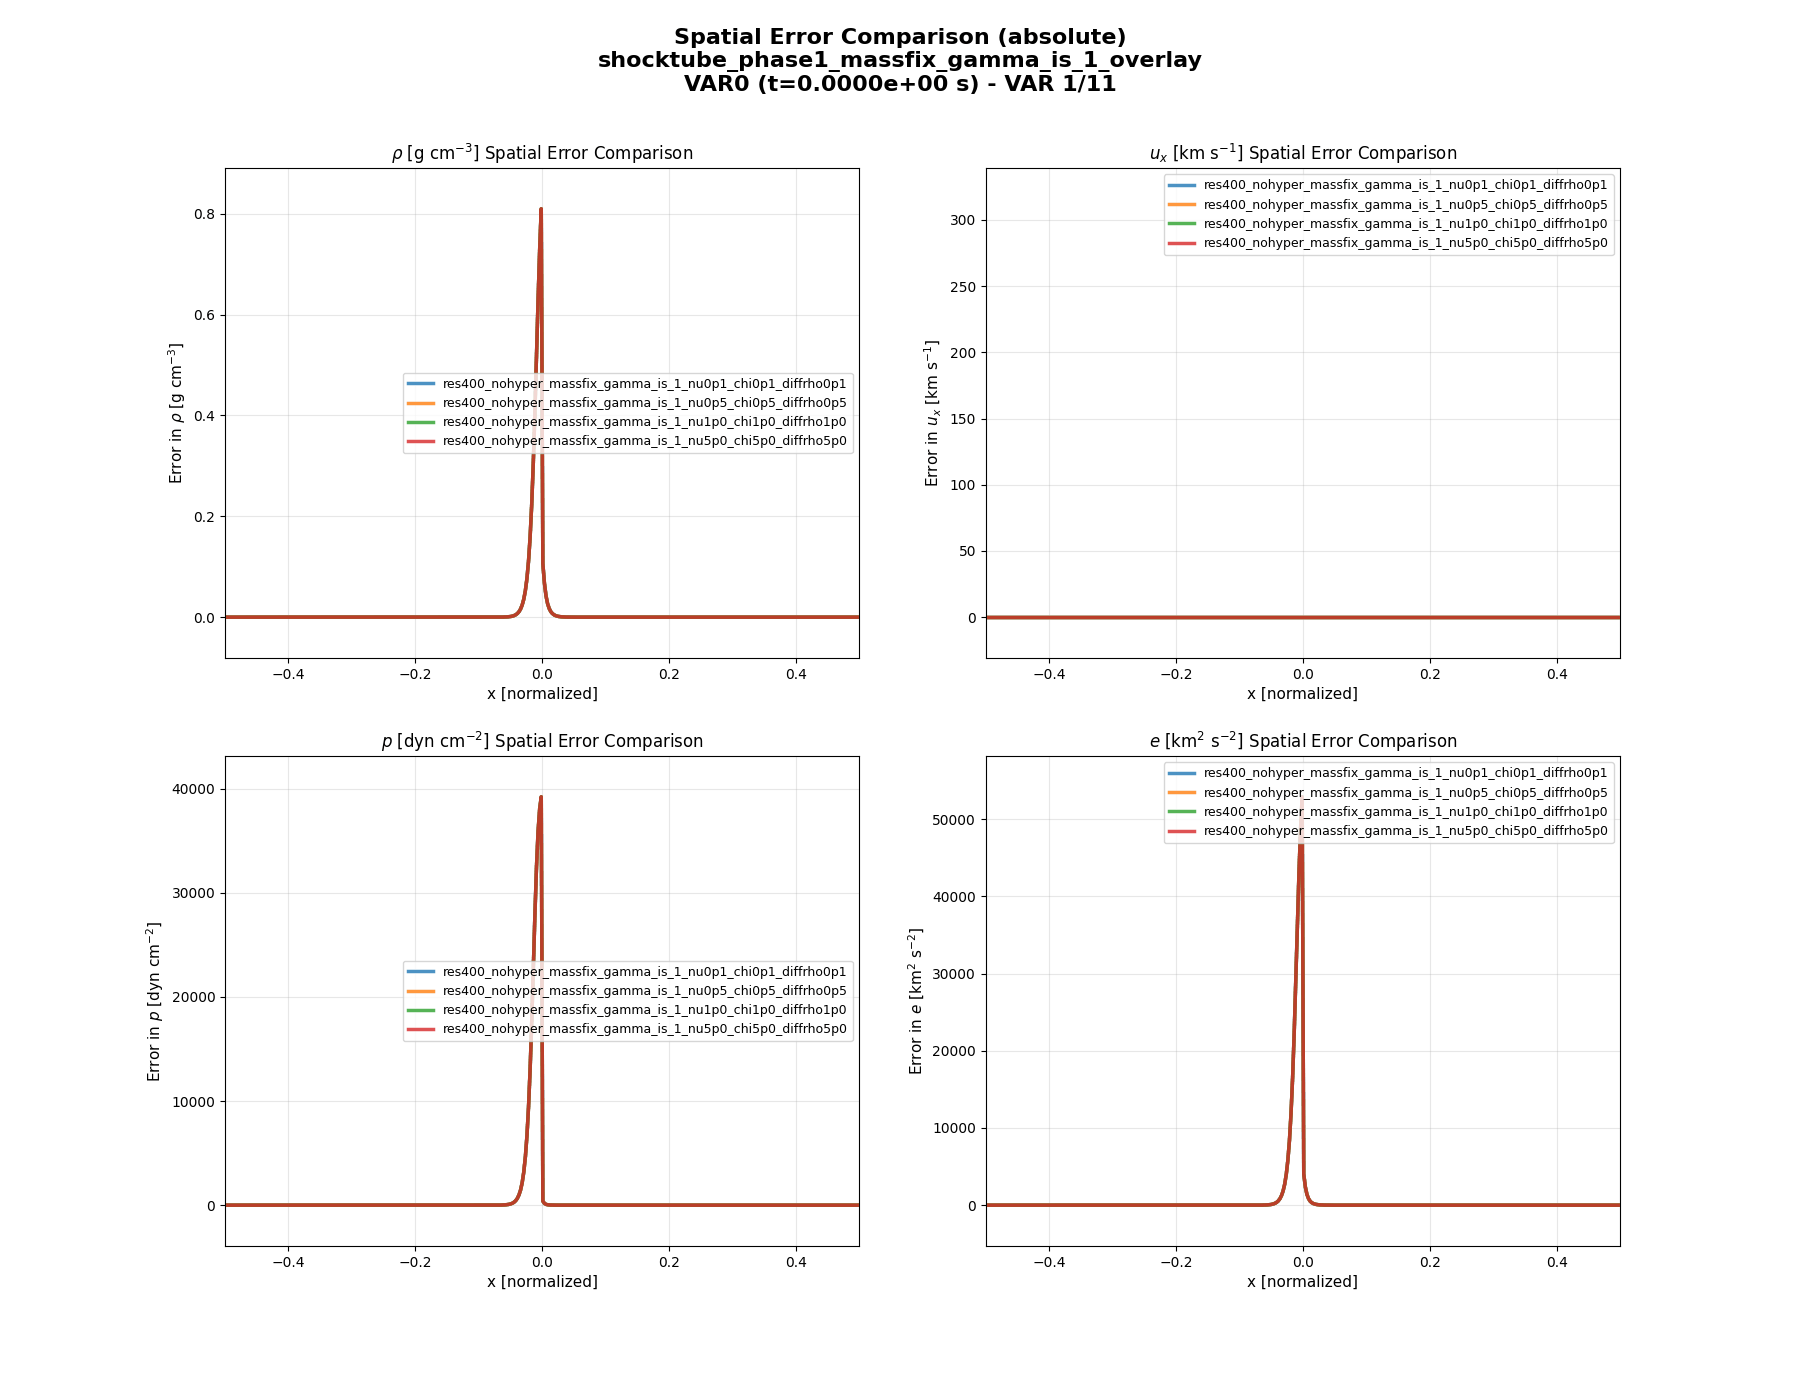 Spatial Error Comparison (absolute)
shocktube_phase1_massfix_gamma_is_1_overlay
VAR0 (t=0.0000e+00 s) - VAR 1/11
ρ [g cm⁻³] Spatial Error Comparison
Error in ρ [g cm⁻³]
0.8
0.6
0.4
0.2
0.0
res400_nohyper_massfix_gamma_is_1_nu0p1_chi0p1_diffrho0p1
res400_nohyper_massfix_gamma_is_1_nu0p5_chi0p5_diffrho0p5
res400_nohyper_massfix_gamma_is_1_nu1p0_chi1p0_diffrho1p0
res400_nohyper_massfix_gamma_is_1_nu5p0_chi5p0_diffrho5p0
−0.4 −0.2 0.0 0.2 0.4
x [normalized]
uₓ [km s⁻¹] Spatial Error Comparison
Error in uₓ [km s⁻¹]
300
250
200
150
100
50
0
res400_nohyper_massfix_gamma_is_1_nu0p1_chi0p1_diffrho0p1
res400_nohyper_massfix_gamma_is_1_nu0p5_chi0p5_diffrho0p5
res400_nohyper_massfix_gamma_is_1_nu1p0_chi1p0_diffrho1p0
res400_nohyper_massfix_gamma_is_1_nu5p0_chi5p0_diffrho5p0
−0.4 −0.2 0.0 0.2 0.4
x [normalized]
p [dyn cm⁻²] Spatial Error Comparison
Error in p [dyn cm⁻²]
40000
30000
20000
10000
0
res400_nohyper_massfix_gamma_is_1_nu0p1_chi0p1_diffrho0p1
res400_nohyper_massfix_gamma_is_1_nu0p5_chi0p5_diffrho0p5
res400_nohyper_massfix_gamma_is_1_nu1p0_chi1p0_diffrho1p0
res400_nohyper_massfix_gamma_is_1_nu5p0_chi5p0_diffrho5p0
−0.4 −0.2 0.0 0.2 0.4
x [normalized]
e [km² s⁻²] Spatial Error Comparison
Error in e [km² s⁻²]
50000
40000
30000
20000
10000
0
res400_nohyper_massfix_gamma_is_1_nu0p1_chi0p1_diffrho0p1
res400_nohyper_massfix_gamma_is_1_nu0p5_chi0p5_diffrho0p5
res400_nohyper_massfix_gamma_is_1_nu1p0_chi1p0_diffrho1p0
res400_nohyper_massfix_gamma_is_1_nu5p0_chi5p0_diffrho5p0
−0.4 −0.2 0.0 0.2 0.4
x [normalized]